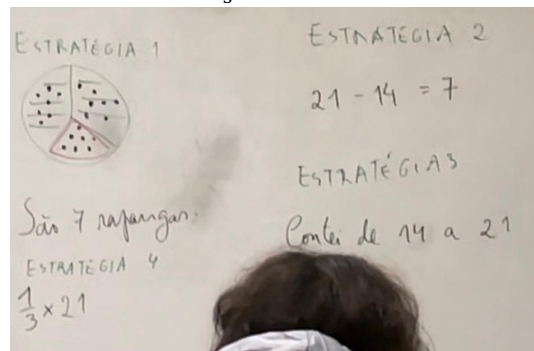 ESTRATÉGIA 1
São 7 raparigas.
ESTRATÉGIA 4
1/3 x 21
ESTRATÉGIA 2
21 - 14 = 7
ESTRATÉGIA 3
Contei de 14 a 21